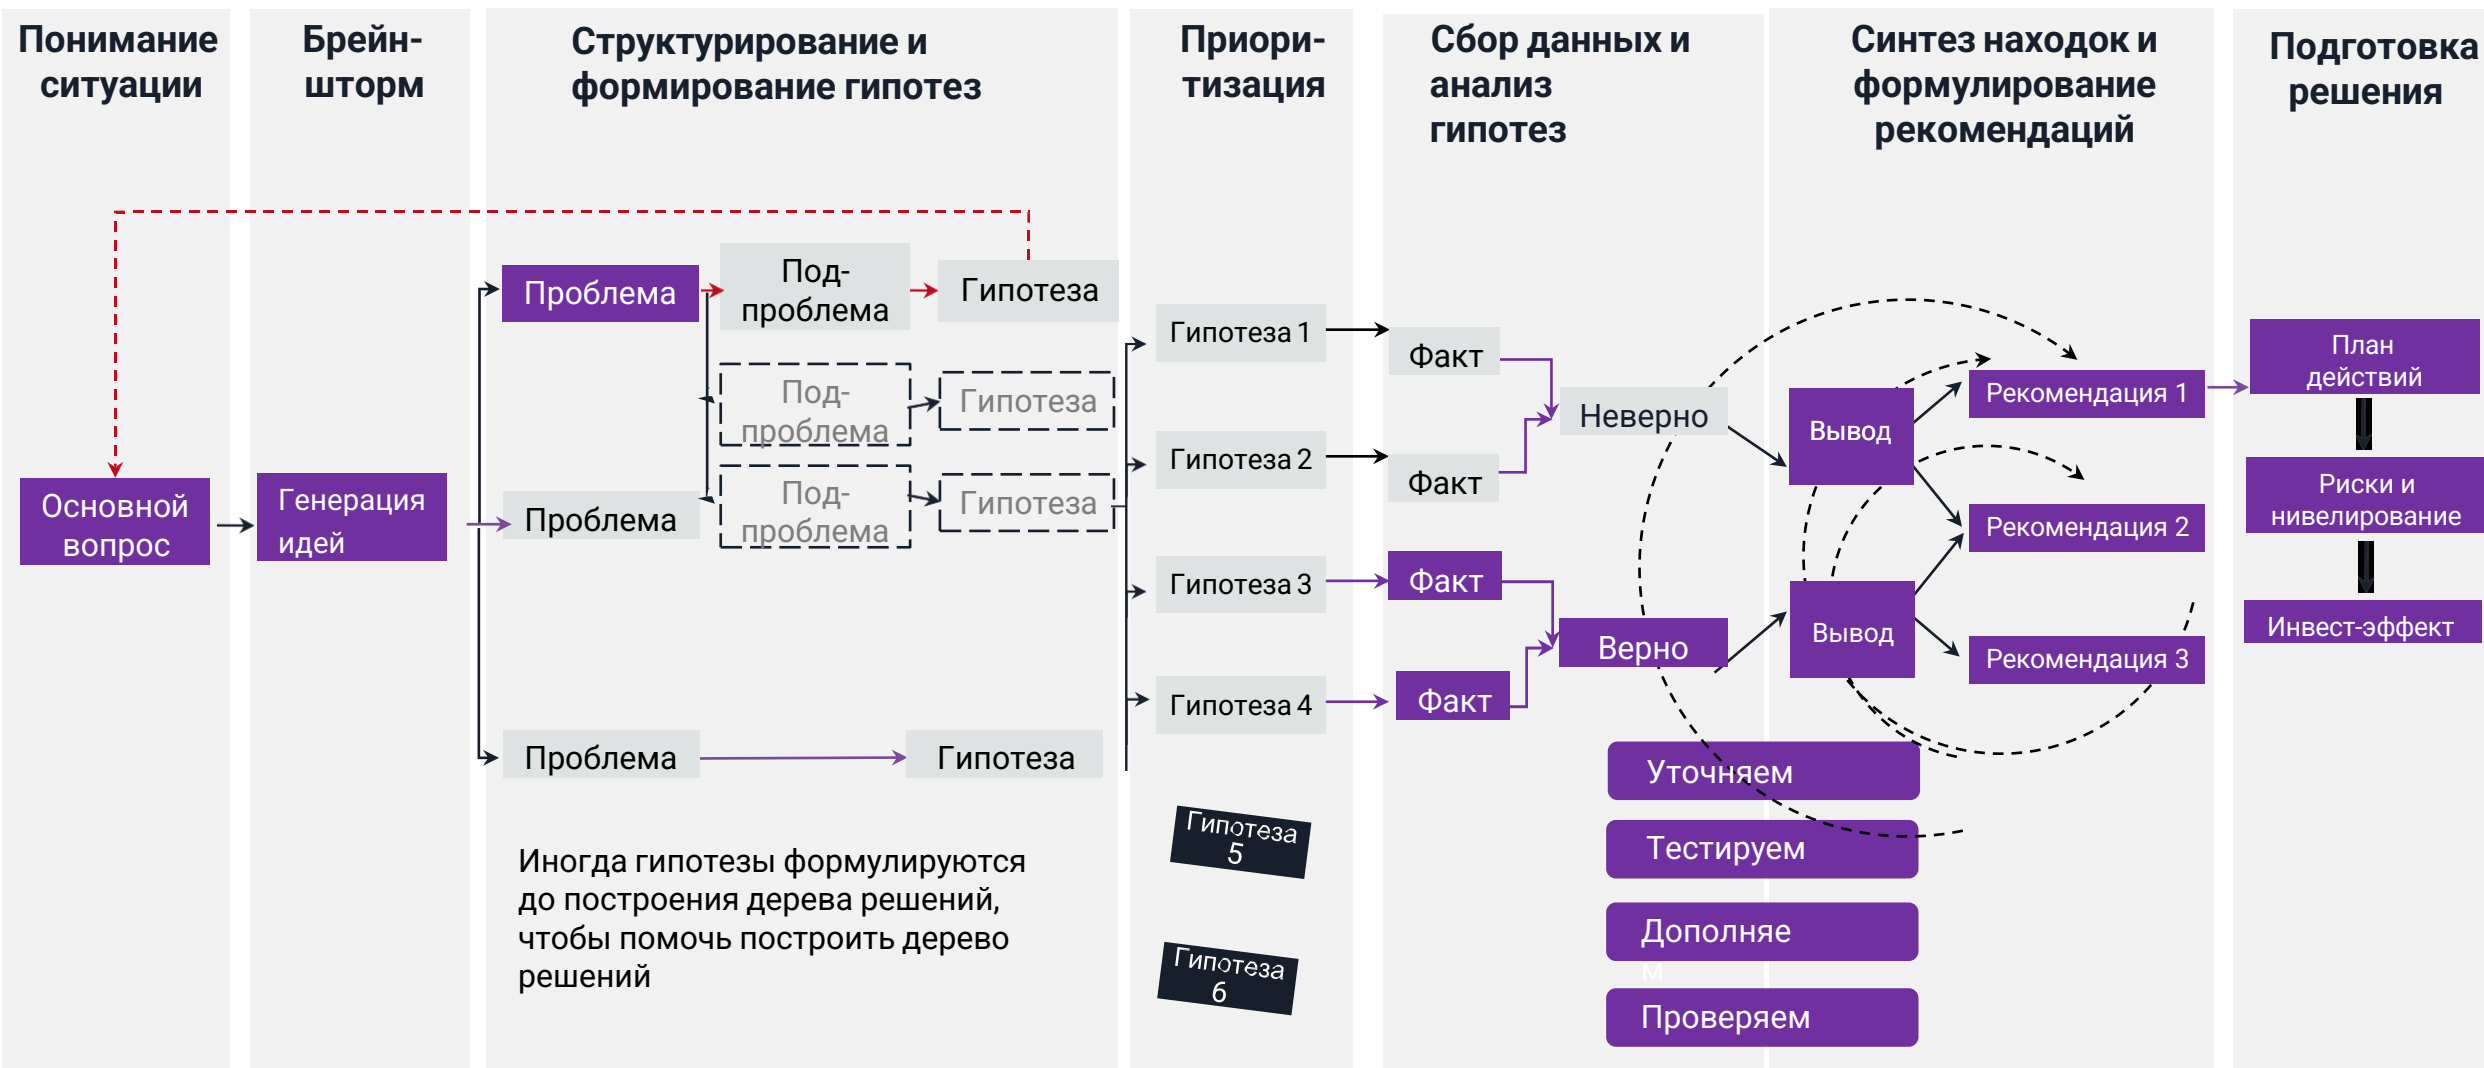 Понимание
ситуации
Брейн-
шторм
Структурирование и
формирование гипотез
Приори-
тизация
Сбор данных и
анализ
гипотез
Синтез находок и
формулирование
рекомендаций
Подготовка
решения
Основной
вопрос
Генерация
идей
Проблема
Под-
проблема
Гипотеза
Под-
проблема
Гипотеза
Проблема
Под-
проблема
Гипотеза
Проблема
Гипотеза
Иногда гипотезы формулируются
до построения дерева решений,
чтобы помочь построить дерево
решений
Гипотеза 1
Гипотеза 2
Гипотеза 3
Гипотеза 4
Гипотеза
5
Гипотеза
6
Факт
Факт
Неверно
Факт
Факт
Верно
Уточняем
Тестируем
Дополняе
м
Проверяем
Вывод
Вывод
Рекомендация 1
Рекомендация 2
Рекомендация 3
План
действий
Риски и
нивелирование
Инвест-эффект